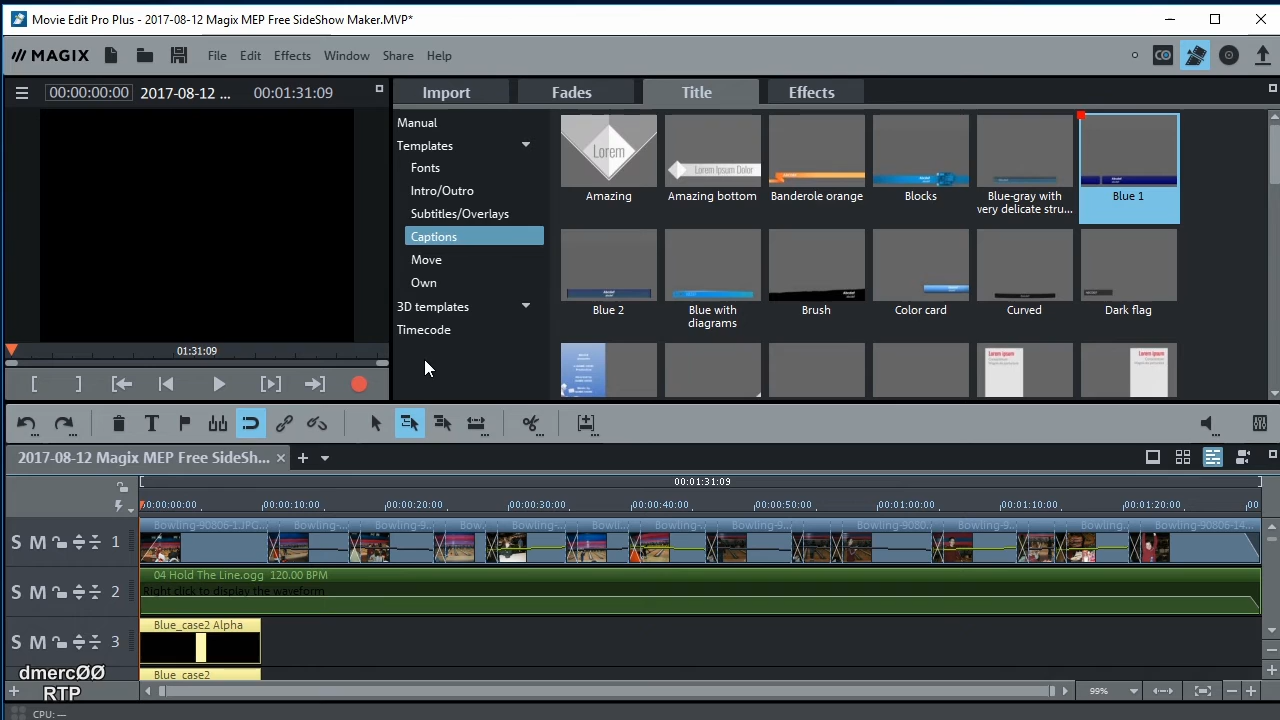 Movie Edit Pro Plus - 2017-08-12 Magix MEP Free SideShow Maker.MVP*
MAGIX
File Edit Effects Window Share Help
00:00:00:00 2017-08-12 ... 00:01:31:09
Import Fades Title Effects
Manual
Templates
Fonts
Intro/Outro
Subtitles/Overlays
Captions
Move
Own
3D templates
Timecode
Lorem
Lorem Ipsum Dolor
Amazing Amazing bottom Banderole orange Blocks Blue-gray with Blue 1
very delicate stru...
Blue 2 Blue with Brush Color card Curved Dark flag
diagrams
Lorem ipsum
Lorem ipsum
01:31:09
2017-08-12 Magix MEP Free SideSh...
00:01:31:09
00:00:00:00 00:00:10:00 00:00:20:00 00:00:30:00 00:00:40:00 00:00:50:00 00:01:00:00 00:01:10:00 00:01:20:00 00
Bowling-90806-1.JPG... Bowling-... Bowling-9... Bow... Bowling-... Bowli... Bowling-... Bowling-9... Bowling-9080... Bowling-9... Bowling... Bowling-90806-14...
S M 1
04 Hold The Line.ogg 120.00 BPM
Right click to display the waveform
S M 2
Blue_case2 Alpha
S M 3
dmercØØ
RTP
Blue_case2
99%
CPU: —